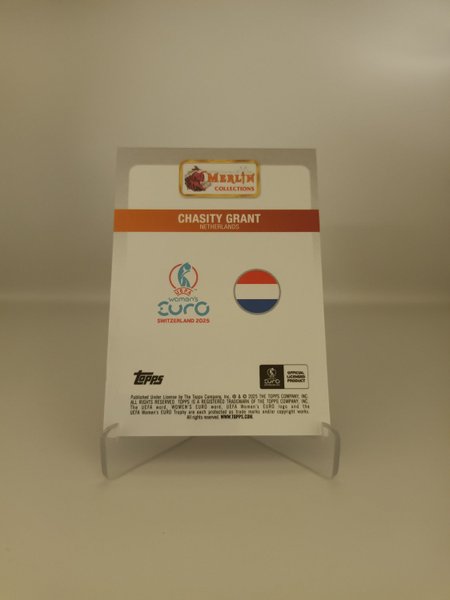 MERLIN
COLLECTIONS
CHASITY GRANT
NETHERLANDS
UEFA
WOMEN'S
EURO
SWITZERLAND 2025
Topps
EURO
OFFICIAL
LICENSED
PRODUCT
Published Under License by The Topps Company, Inc. ® & © 2025 THE TOPPS COMPANY, INC.
ALL RIGHTS RESERVED. TOPPS IS A REGISTERED TRADEMARK OF THE TOPPS COMPANY, INC.
The UEFA word, WOMEN'S EURO word, UEFA Women's EURO logo and the
UEFA Women's EURO Trophy are each protected as trade marks and/or copyright works.
All rights reserved. WWW.TOPPS.COM.